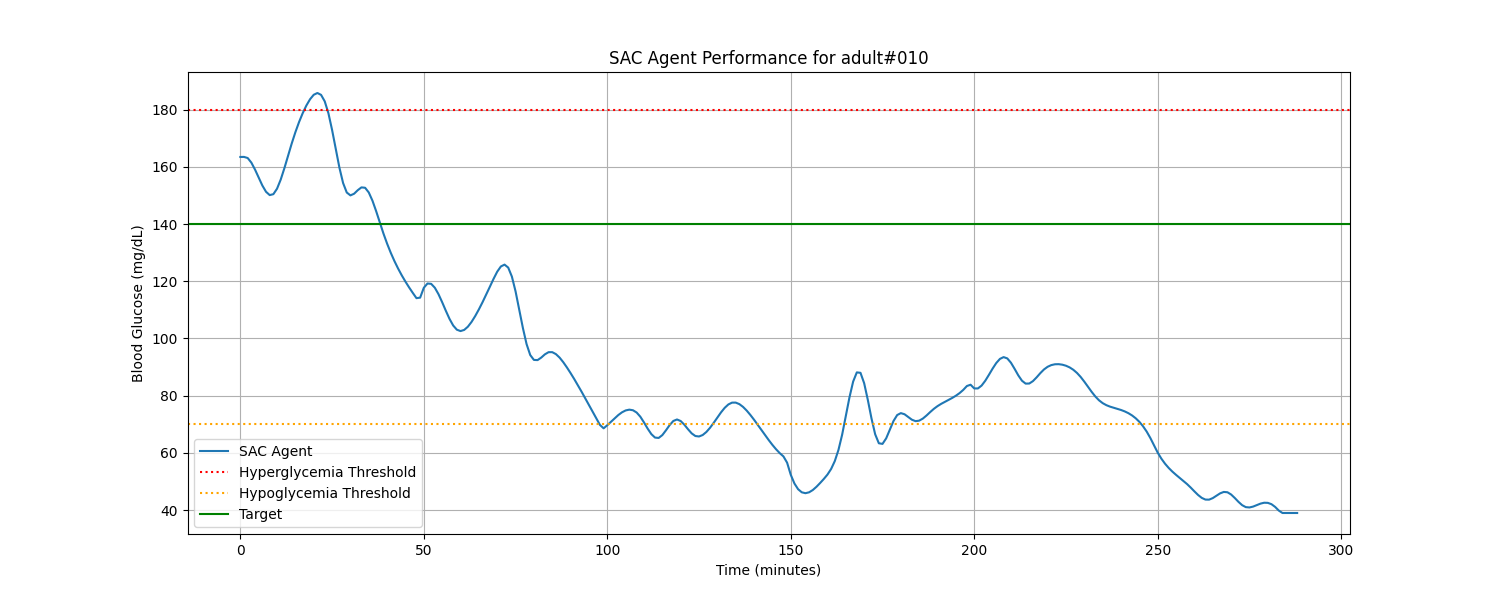 SAC Agent Performance for adult#010
Blood Glucose (mg/dL)
180
160
140
120
100
80
60
40
SAC Agent
Hyperglycemia Threshold
Hypoglycemia Threshold
Target
0 50 100 150 200 250 300
Time (minutes)